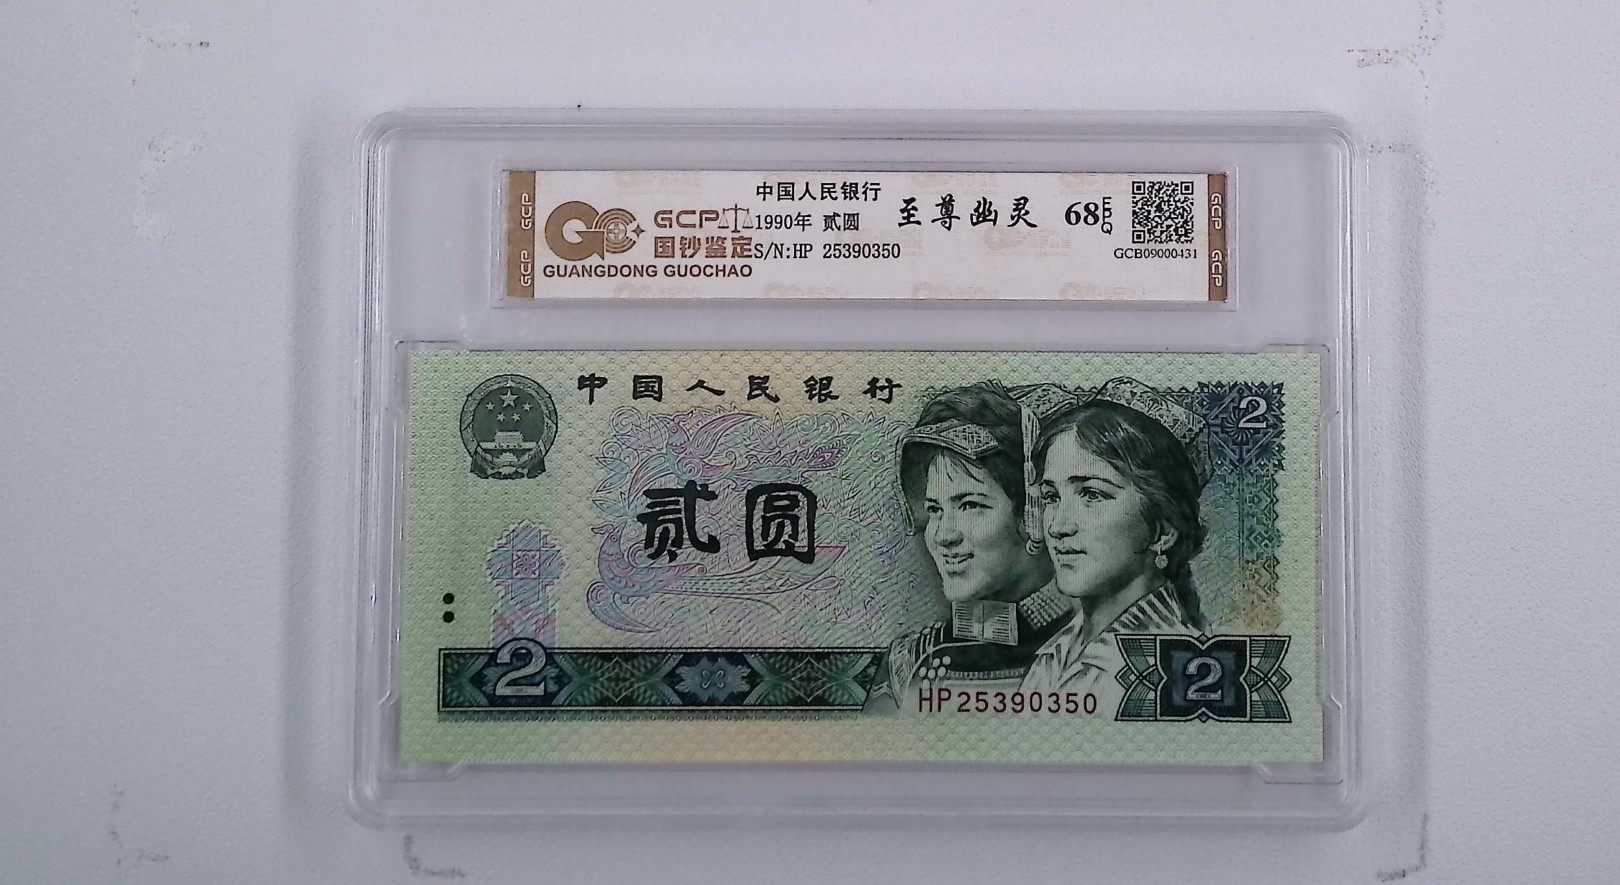 GCP
GCP
GCP
国钞鉴定
GUANGDONG GUOCHAO
中国人民银行
1990年 贰圆
S/N:HP 25390350
至尊幽灵
68
EPQ
GCB09000431
GCP
GCP
中国人民银行
2
贰圆
2
HP25390350
2